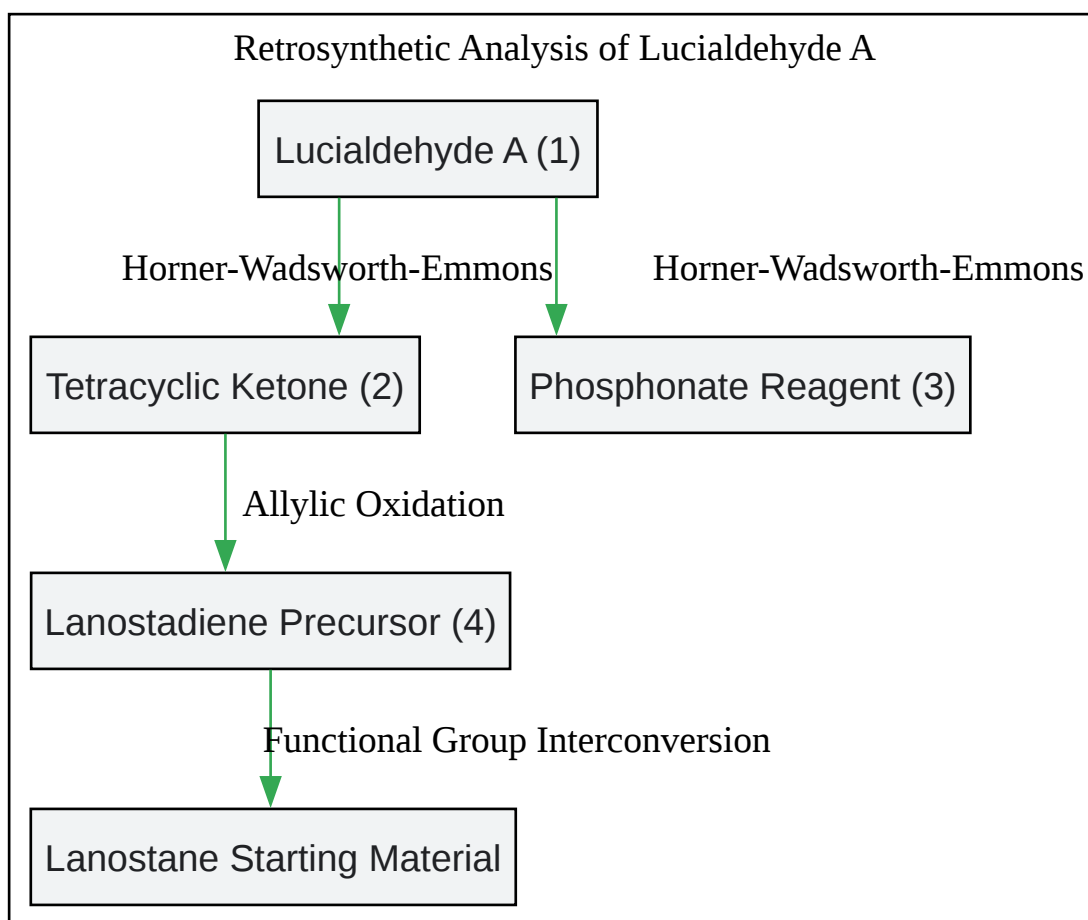 Retrosynthetic Analysis of Lucialdehyde A
Lucialdehyde A (1)
Horner-Wadsworth-Emmons
Horner-Wadsworth-Emmons
Tetracyclic Ketone (2)
Phosphonate Reagent (3)
Allylic Oxidation
Lanostadiene Precursor (4)
Functional Group Interconversion
Lanostane Starting Material